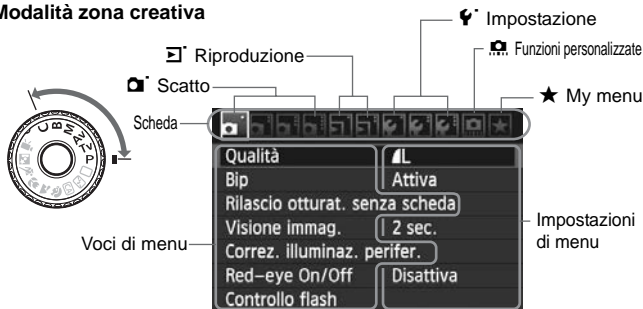 Modalità zona creativa
Impostazione
Riproduzione
Funzioni personalizzate
Scatto
★ My menu
Scheda
Qualità L
Bip Attiva
Rilascio otturat. senza scheda
Visione immag. 2 sec.
Correz. illuminaz. perifer.
Red-eye On/Off Disattiva
Controllo flash
Voci di menu
Impostazioni
di menu
C B M Av Tv P